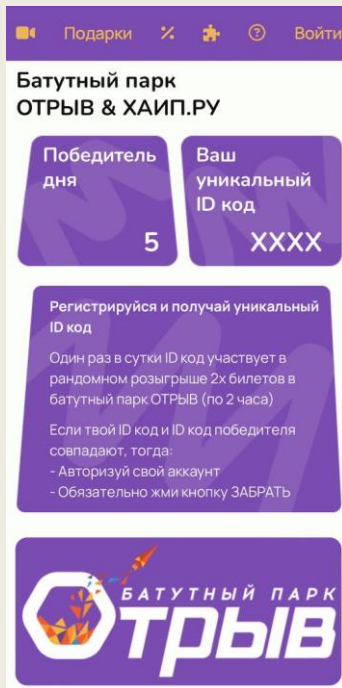 Подарки Войти
Батутный парк
ОТРЫВ & ХАИП.РУ
Победитель
дня
5
Ваш
уникальный
ID код
XXXX
Регистрируйся и получай уникальный
ID код
Один раз в сутки ID код участвует в
рандомном розыгрыше 2х билетов в
батутный парк ОТРЫВ (по 2 часа)
Если твой ID код и ID код победителя
совпадают, тогда:
- Авторизуй свой аккаунт
- Обязательно жми кнопку ЗАБРАТЬ
БАТУТНЫЙ ПАРК
ОТРЫВ